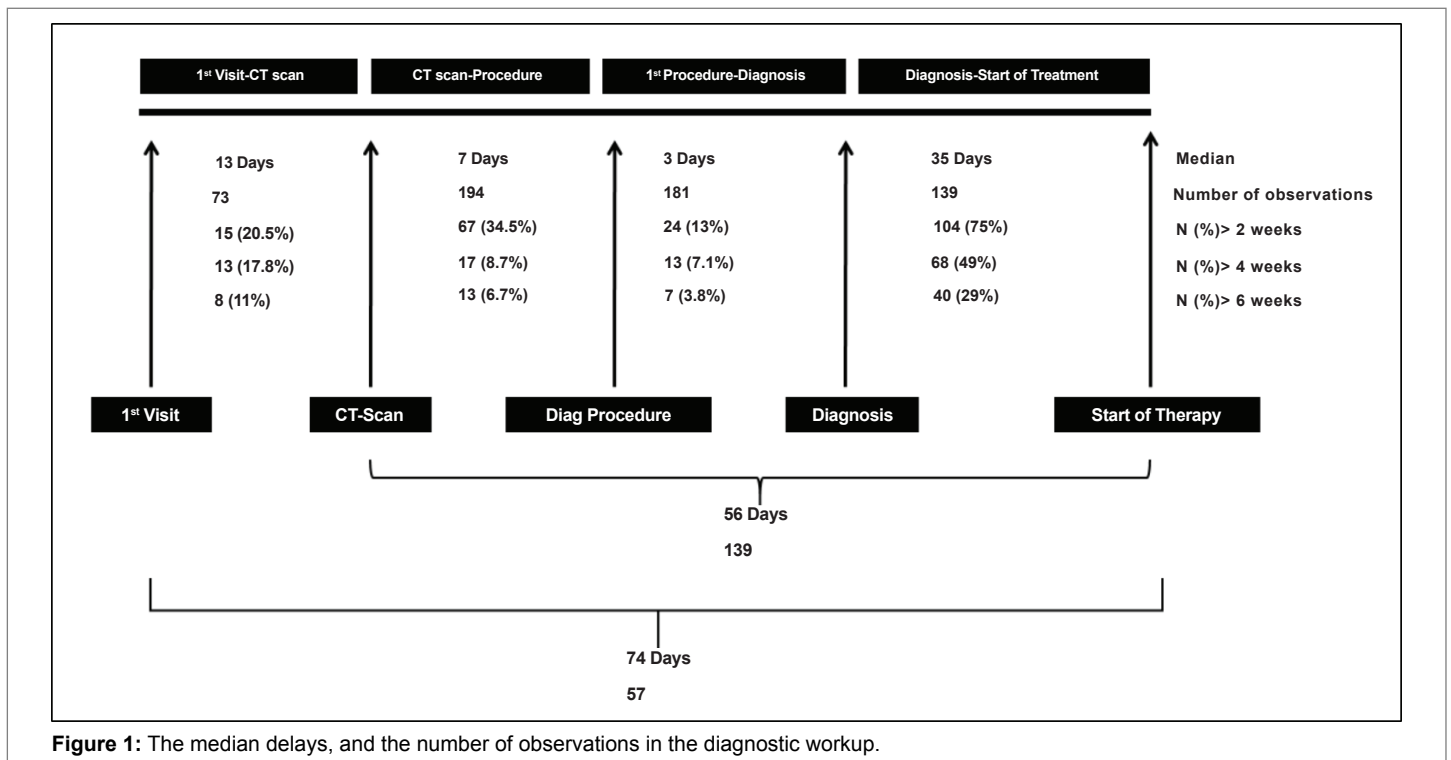 1st Visit-CT scan CT scan-Procedure 1st Procedure-Diagnosis Diagnosis-Start of Treatment
13 Days 7 Days 3 Days 35 Days Median
73 194 181 139 Number of observations
15 (20.5%) 67 (34.5%) 24 (13%) 104 (75%) N (%)> 2 weeks
13 (17.8%) 17 (8.7%) 13 (7.1%) 68 (49%) N (%)> 4 weeks
8 (11%) 13 (6.7%) 7 (3.8%) 40 (29%) N (%)> 6 weeks
1st Visit CT-Scan Diag Procedure Diagnosis Start of Therapy
56 Days
139
74 Days
57
Figure 1: The median delays, and the number of observations in the diagnostic workup.